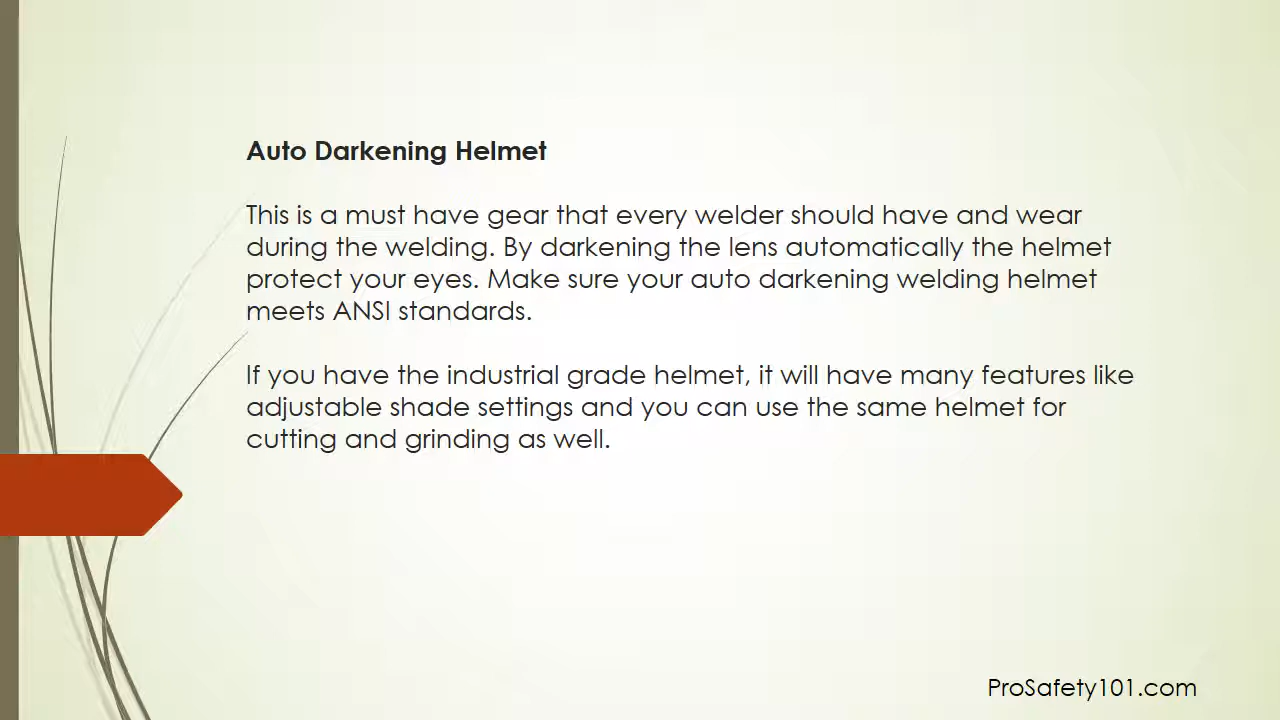 Auto Darkening Helmet
This is a must have gear that every welder should have and wear
during the welding. By darkening the lens automatically the helmet
protect your eyes. Make sure your auto darkening welding helmet
meets ANSI standards.
If you have the industrial grade helmet, it will have many features like
adjustable shade settings and you can use the same helmet for
cutting and grinding as well.
ProSafety101.com